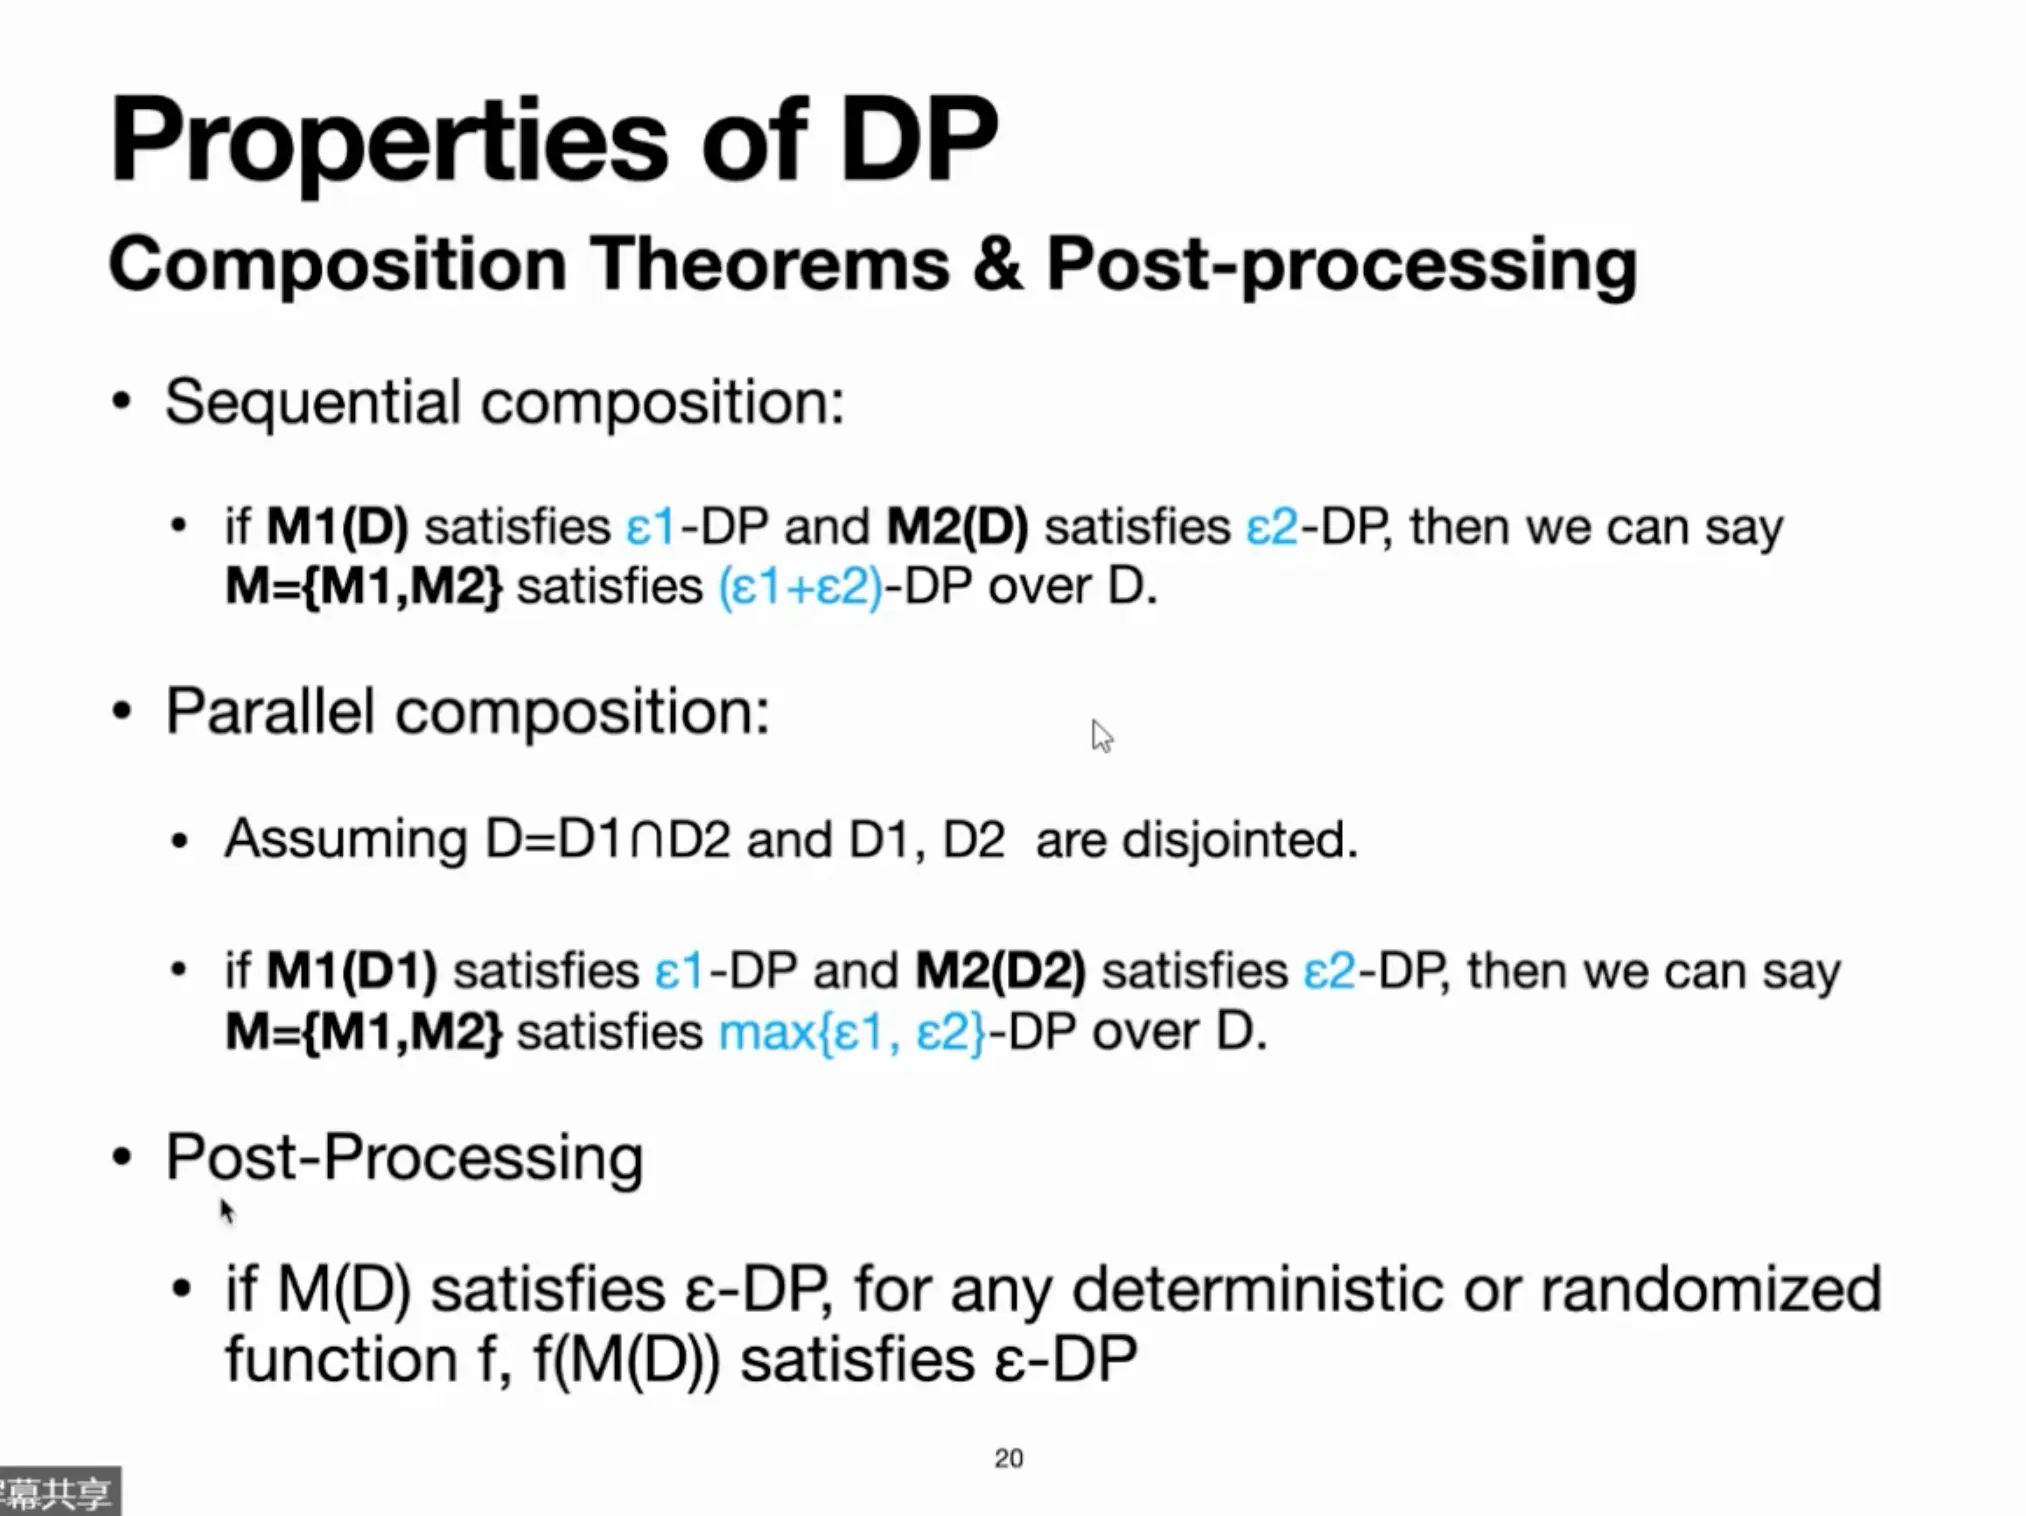 Properties of DP
Composition Theorems & Post-processing
• Sequential composition:
• if M1(D) satisfies ε1-DP and M2(D) satisfies ε2-DP, then we can say
M={M1,M2} satisfies (ε1+ε2)-DP over D.
• Parallel composition:
• Assuming D=D1∩D2 and D1, D2 are disjointed.
• if M1(D1) satisfies ε1-DP and M2(D2) satisfies ε2-DP, then we can say
M={M1,M2} satisfies max{ε1, ε2}-DP over D.
• Post-Processing
• if M(D) satisfies ε-DP, for any deterministic or randomized
function f, f(M(D)) satisfies ε-DP
20
幕共享